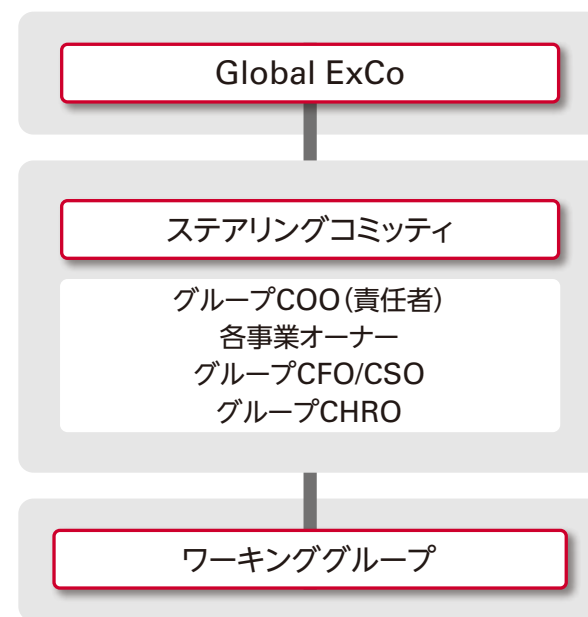 Global ExCo
ステアリングコミッティ
グループCOO（責任者）
各事業オーナー
グループCFO/CSO
グループCHRO
ワーキンググループ